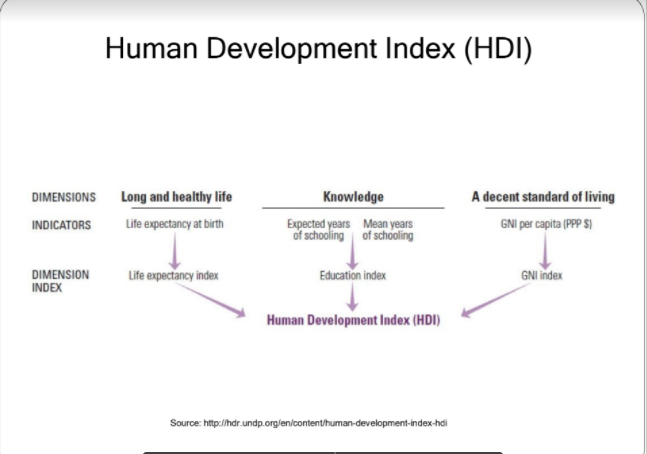 Human Development Index (HDI)
DIMENSIONS Long and healthy life Knowledge A decent standard of living
INDICATORS Life expectancy at birth Expected years of schooling Mean years of schooling GNI per capita (PPP $)
DIMENSION INDEX Life expectancy index Education index GNI index
Human Development Index (HDI)
Source: http://hdr.undp.org/en/content/human-development-index-hdi